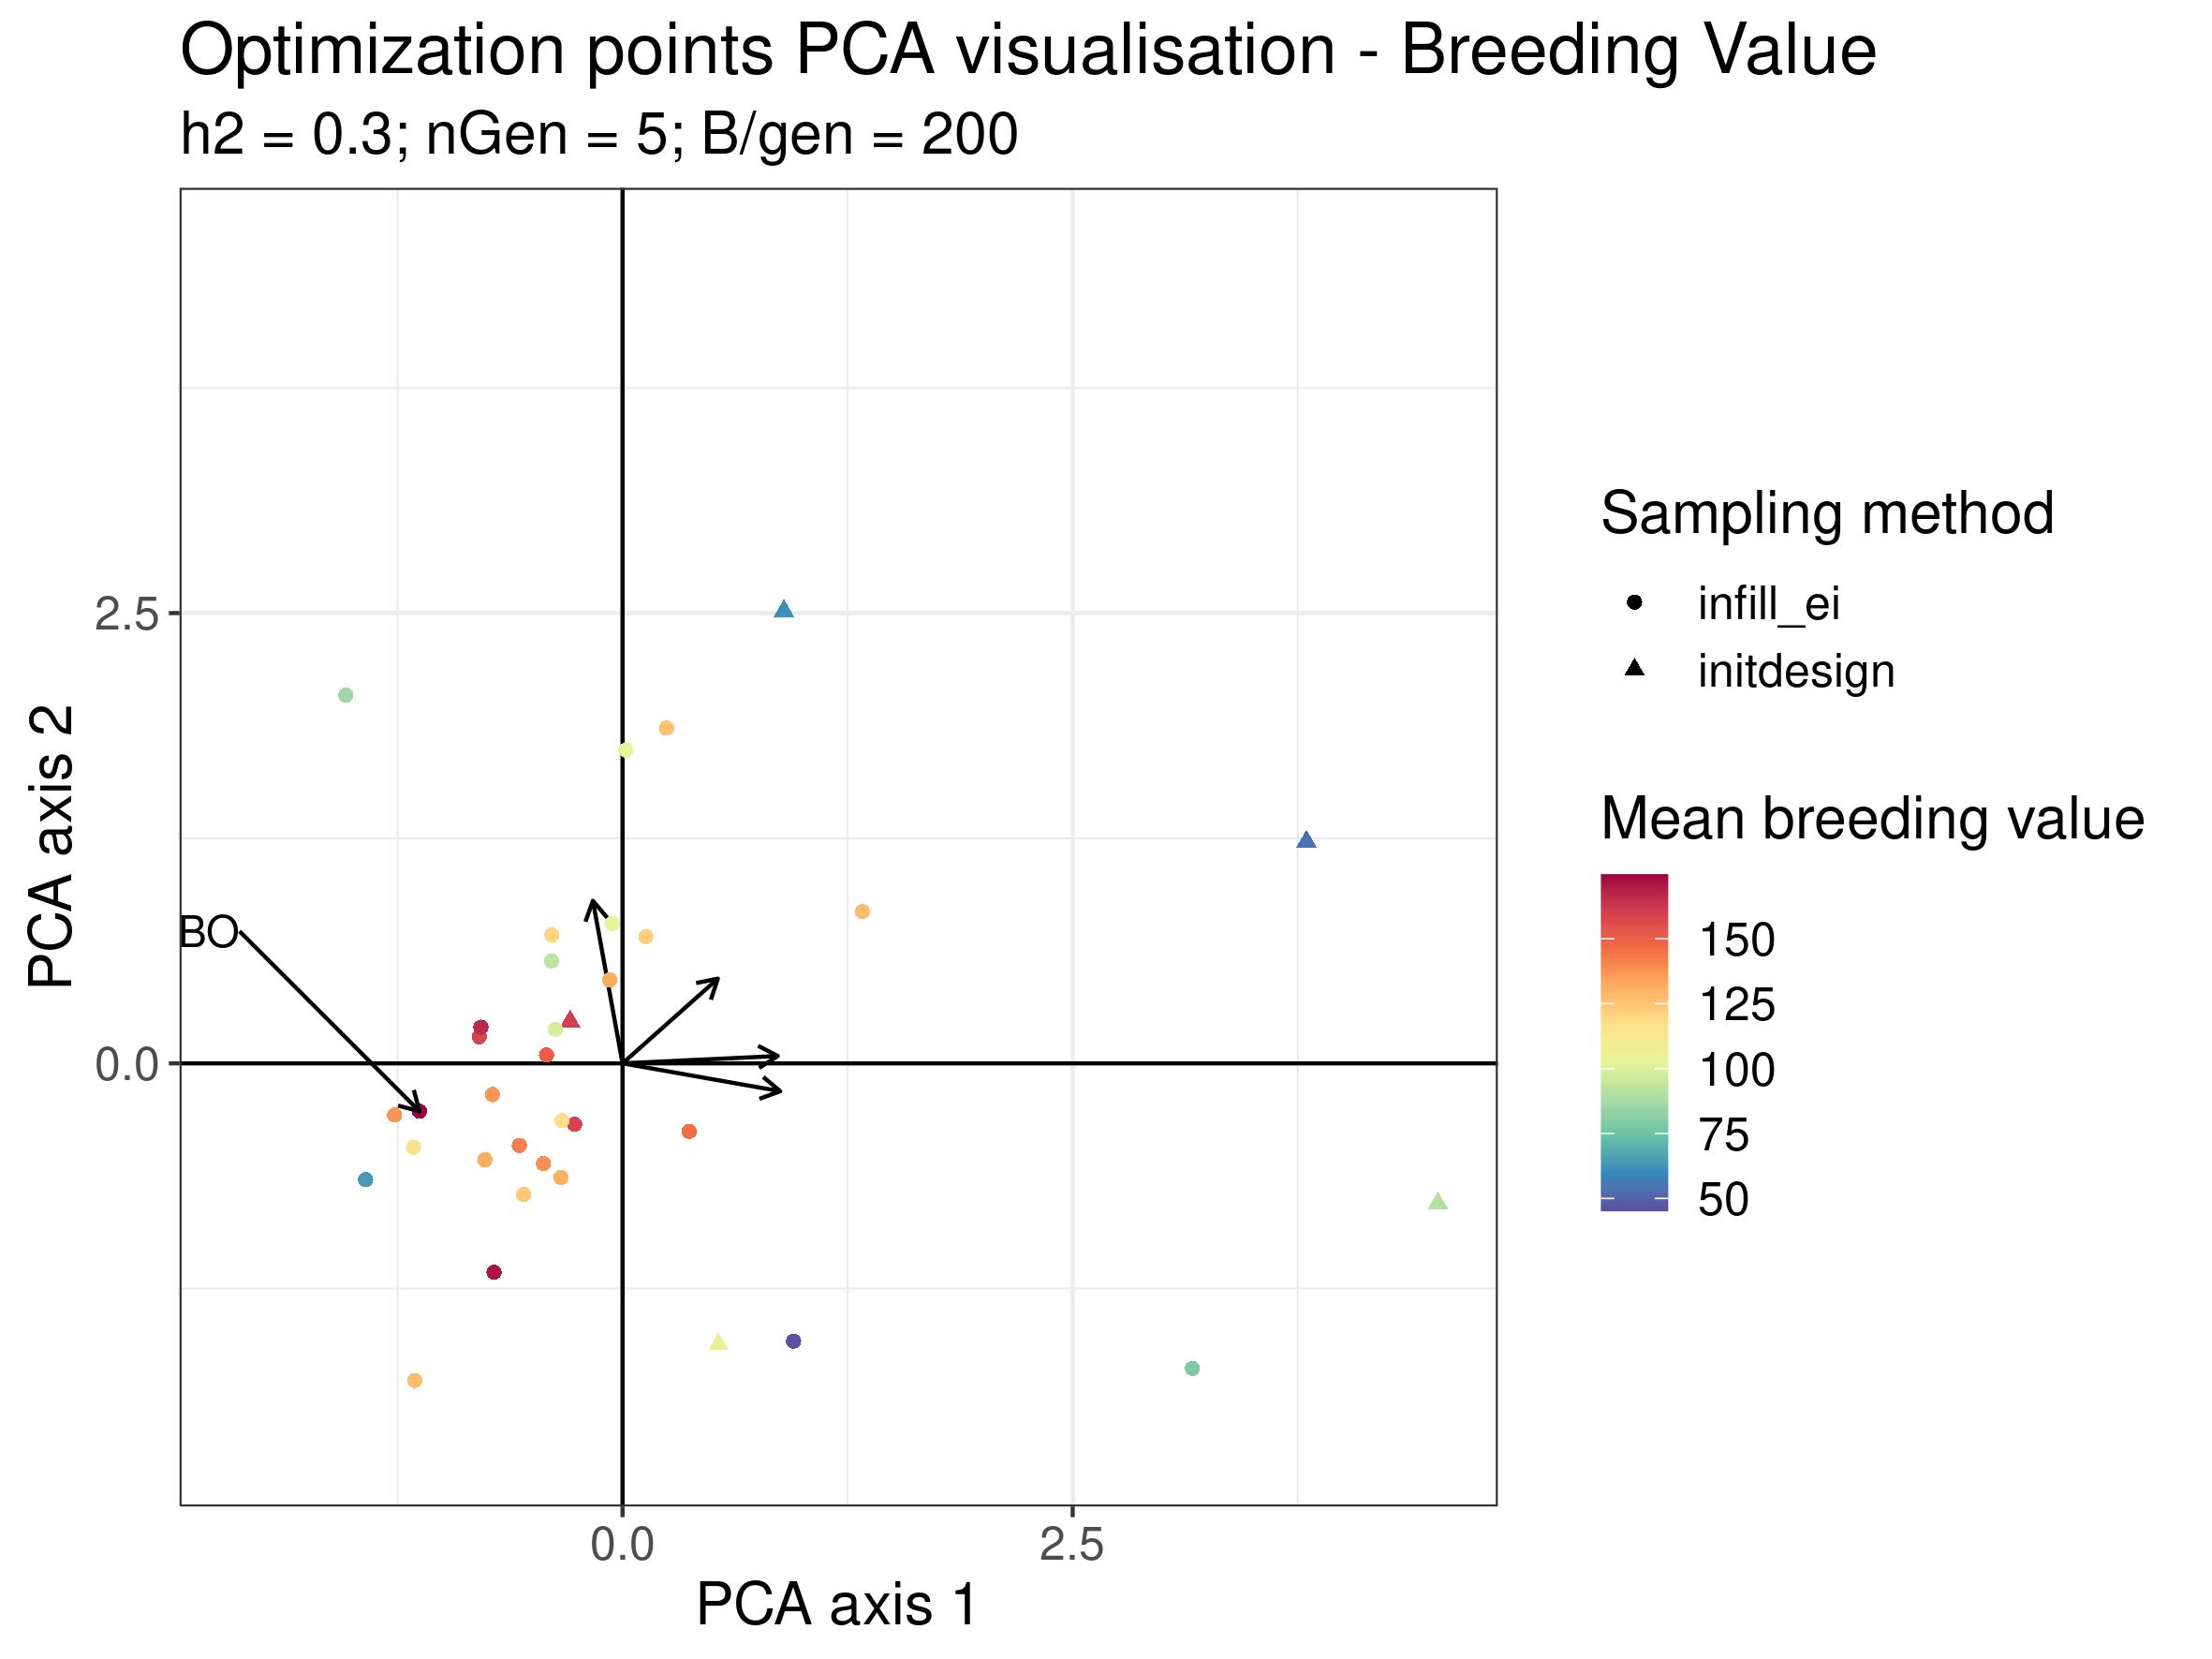 Optimization points PCA visualisation - Breeding Value
h2 = 0.3; nGen = 5; B/gen = 200
PCA axis 2
2.5
0.0
BO
0.0
2.5
PCA axis 1
Sampling method
infill_ei
initdesign
Mean breeding value
150
125
100
75
50